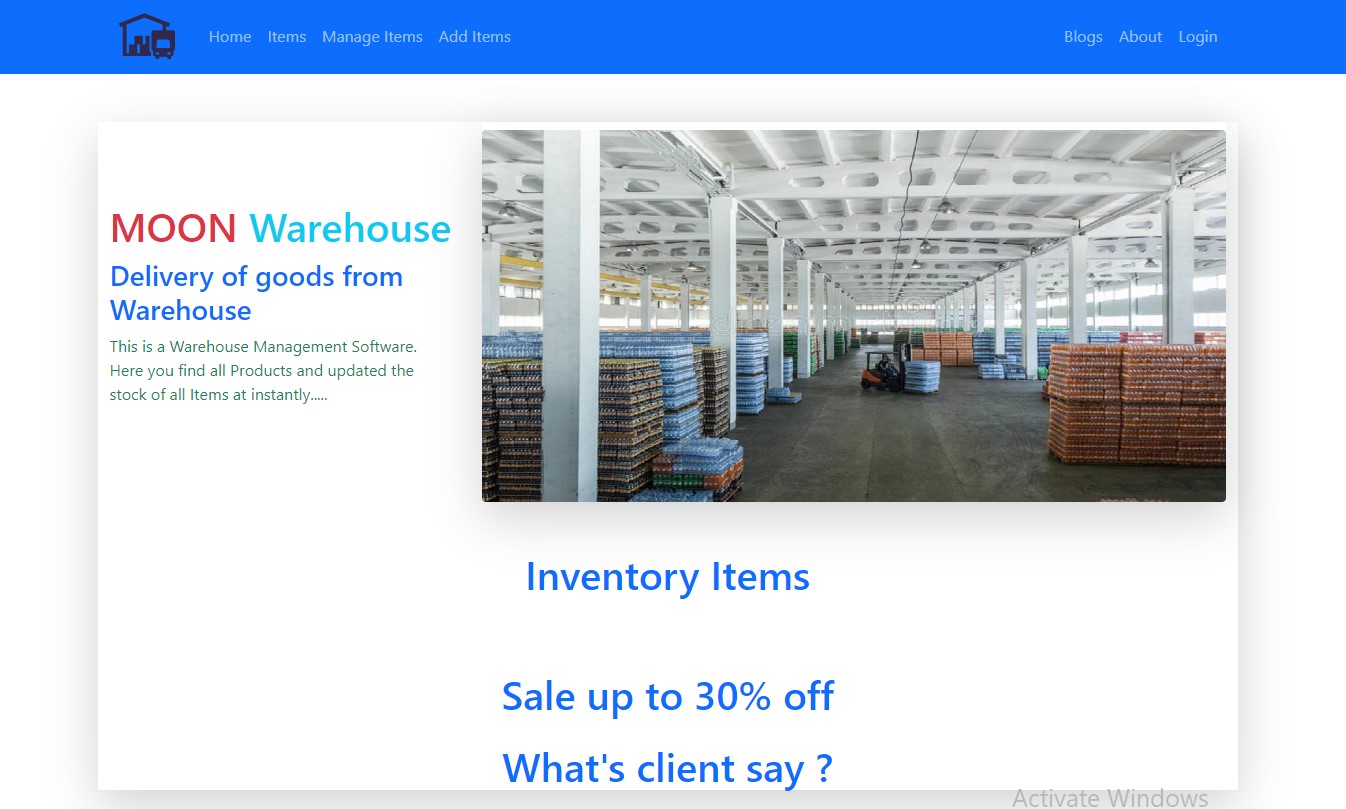 Home Items Manage Items Add Items Blogs About Login
MOON Warehouse
Delivery of goods from
Warehouse
This is a Warehouse Management Software.
Here you find all Products and updated the
stock of all Items at instantly.....
Inventory Items
Sale up to 30% off
What's client say ?
Activate Windows